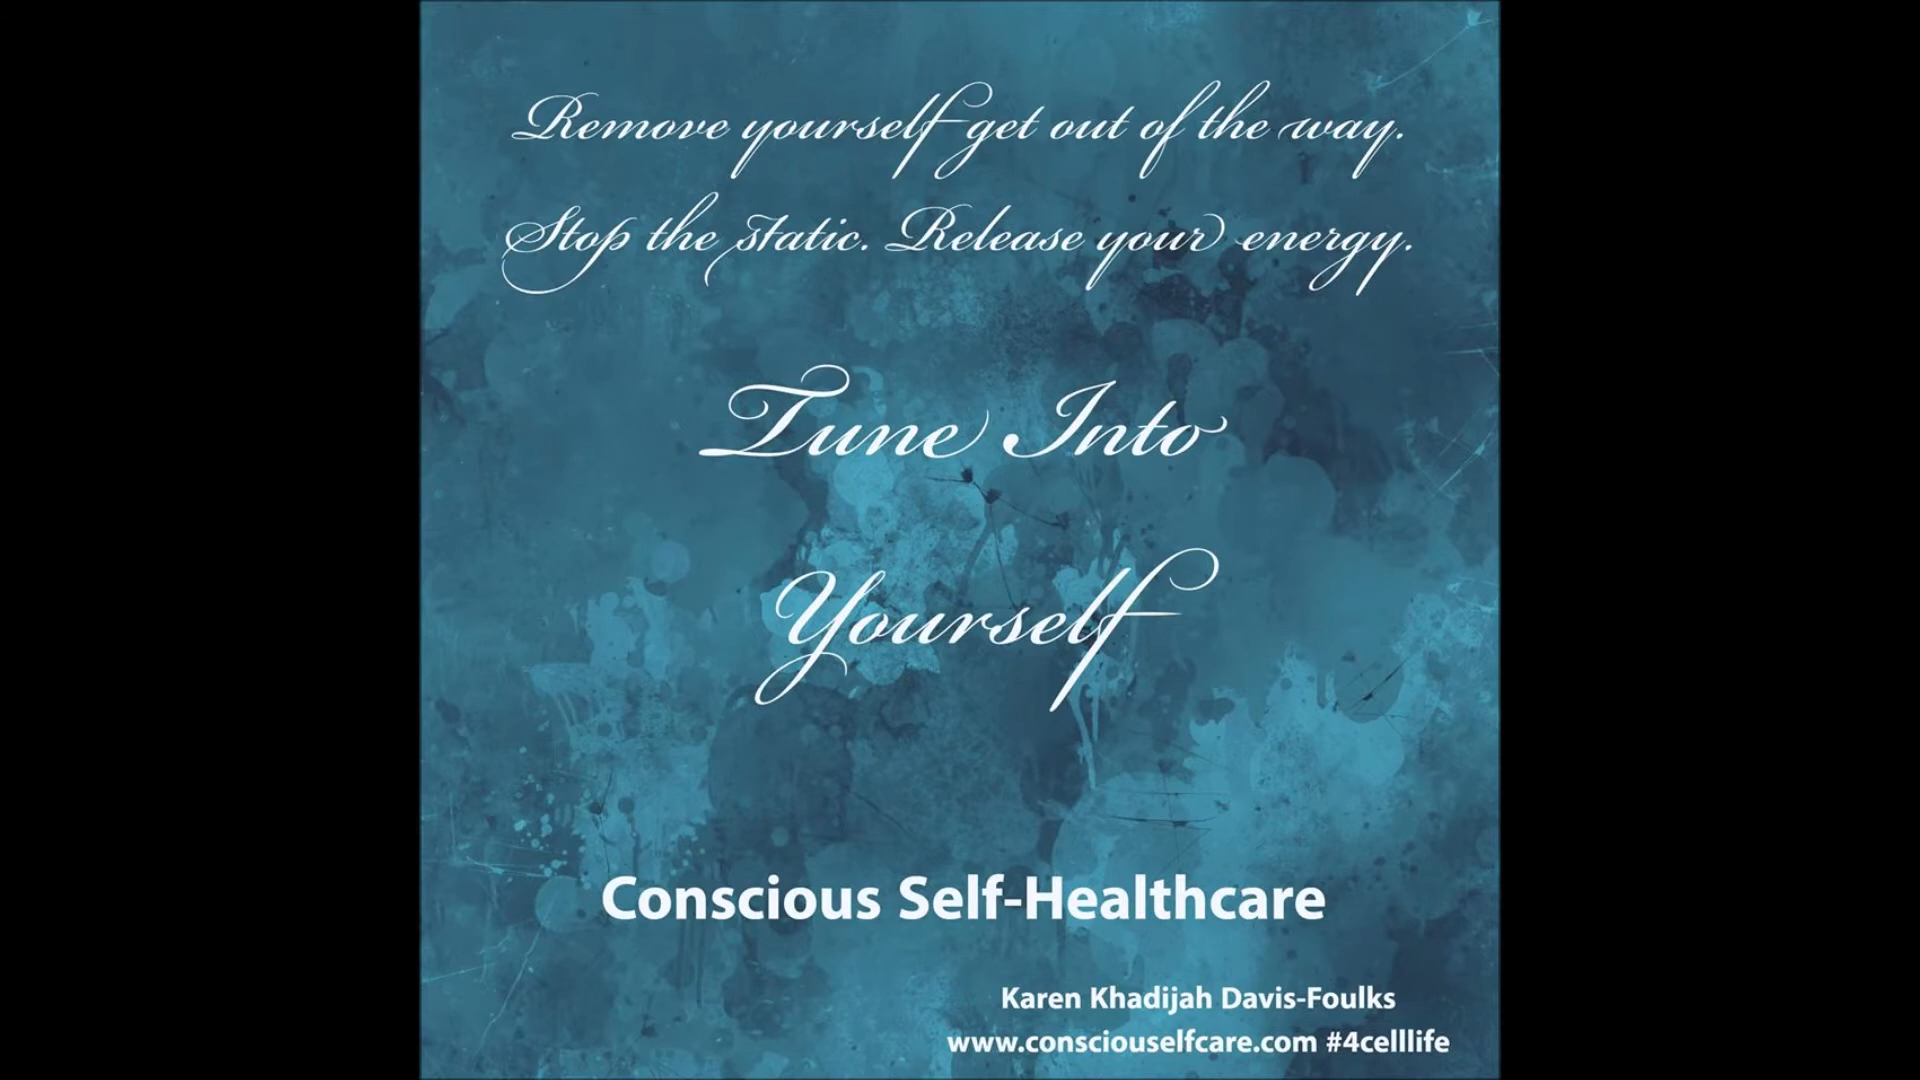 Remove yourself get out of the way.
Stop the static. Release your energy.
Tune Into
Yourself
Conscious Self-Healthcare
Karen Khadijah Davis-Foulks
www.consciouselfcare.com #4celllife